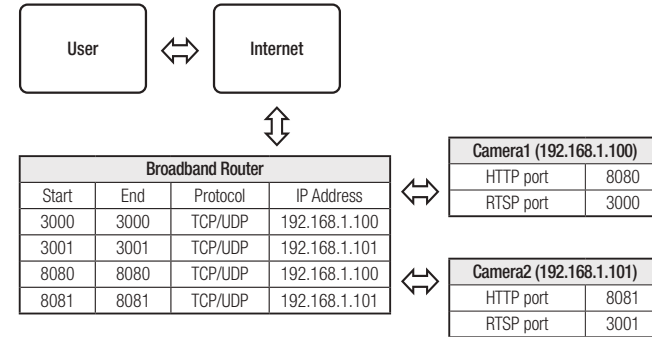 User
Internet
Broadband Router
Start End Protocol IP Address
3000 3000 TCP/UDP 192.168.1.100
3001 3001 TCP/UDP 192.168.1.101
8080 8080 TCP/UDP 192.168.1.100
8081 8081 TCP/UDP 192.168.1.101
Camera1 (192.168.1.100)
HTTP port 8080
RTSP port 3000
Camera2 (192.168.1.101)
HTTP port 8081
RTSP port 3001